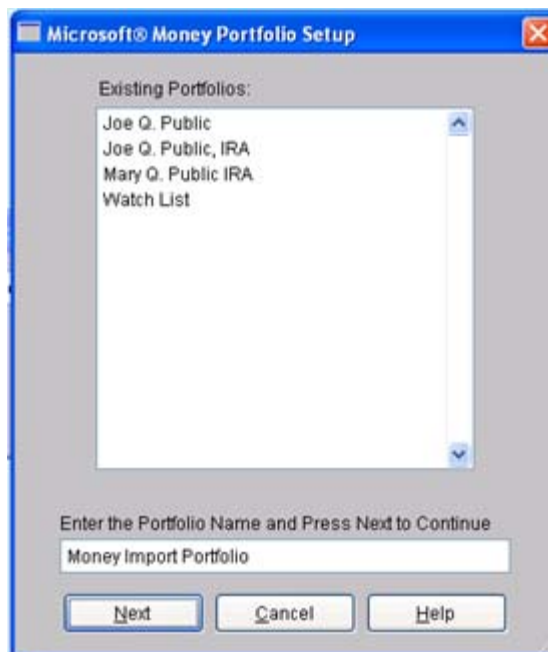 Microsoft® Money Portfolio Setup
Existing Portfolios:
Joe Q. Public
Joe Q. Public, IRA
Mary Q. Public IRA
Watch List
Enter the Portfolio Name and Press Next to Continue
Money Import Portfolio
Next Cancel Help